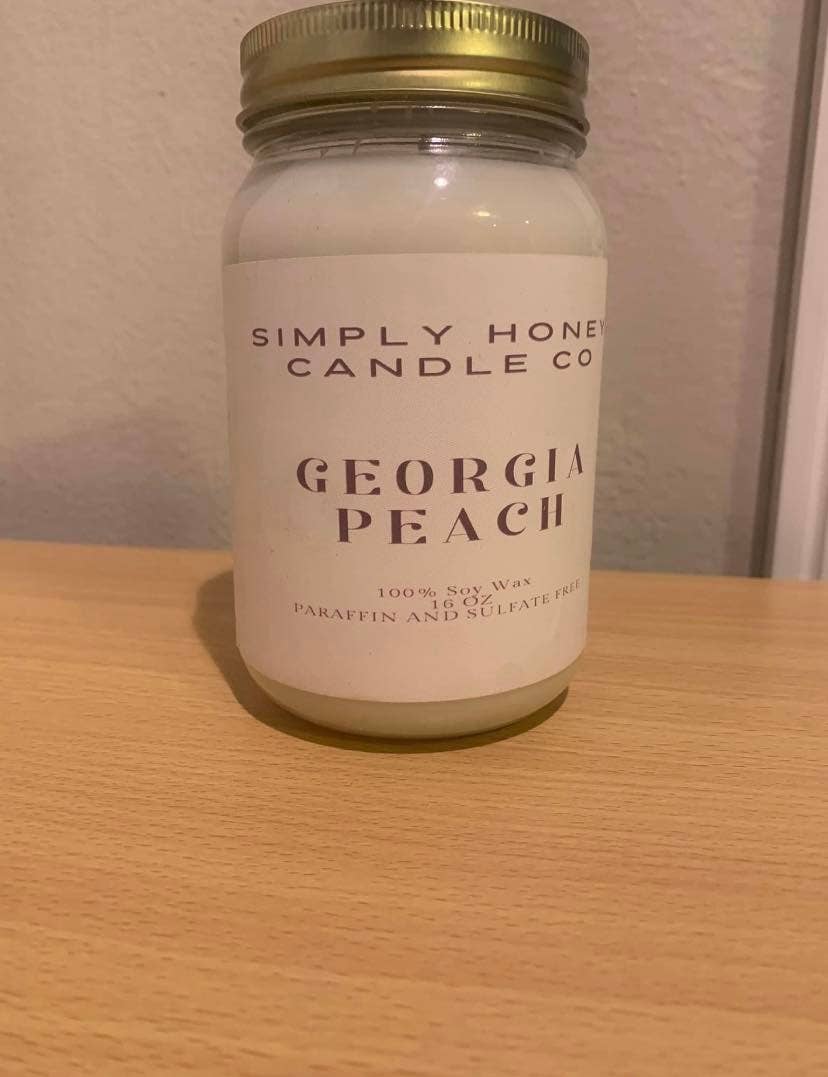 SIMPLY HONEY
CANDLE CO
GEORGIA
PEACH
100% Soy Wax
16 OZ
PARAFFIN AND SULFATE FREE